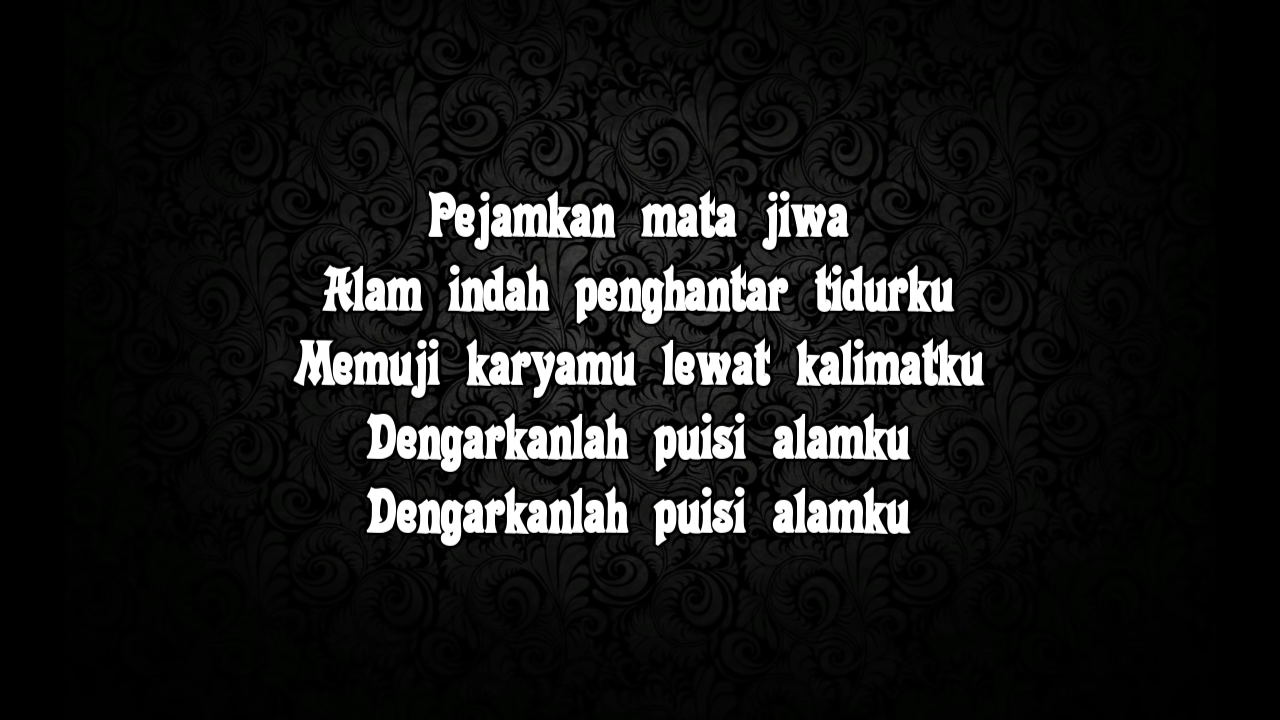 Pejamkan mata jiwa
Alam indah penghantar tidurku
Memuji karyamu lewat kalimatku
Dengarkanlah puisi alamku
Dengarkanlah puisi alamku